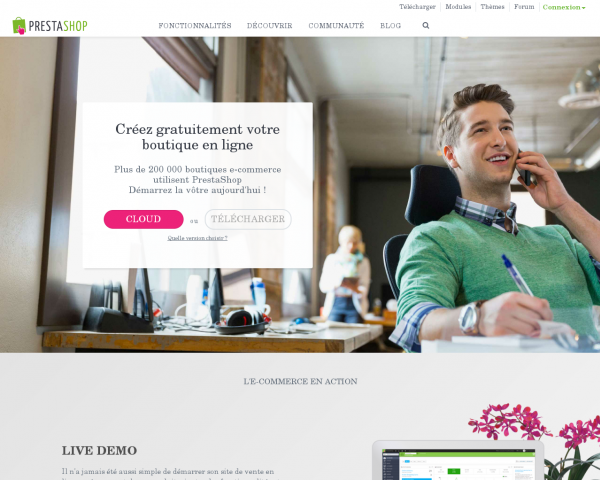 Télécharger Modules Thèmes Forum Connexion
PRESTASHOP FONCTIONNALITÉS DÉCOUVRIR COMMUNAUTÉ BLOG
Créez gratuitement votre
boutique en ligne
Plus de 200 000 boutiques e-commerce
utilisent PrestaShop
Démarrez la vôtre aujourd'hui !
CLOUD ou TÉLÉCHARGER
Quelle version choisir ?
L'E-COMMERCE EN ACTION
LIVE DEMO
Il n'a jamais été aussi simple de démarrer son site de vente en